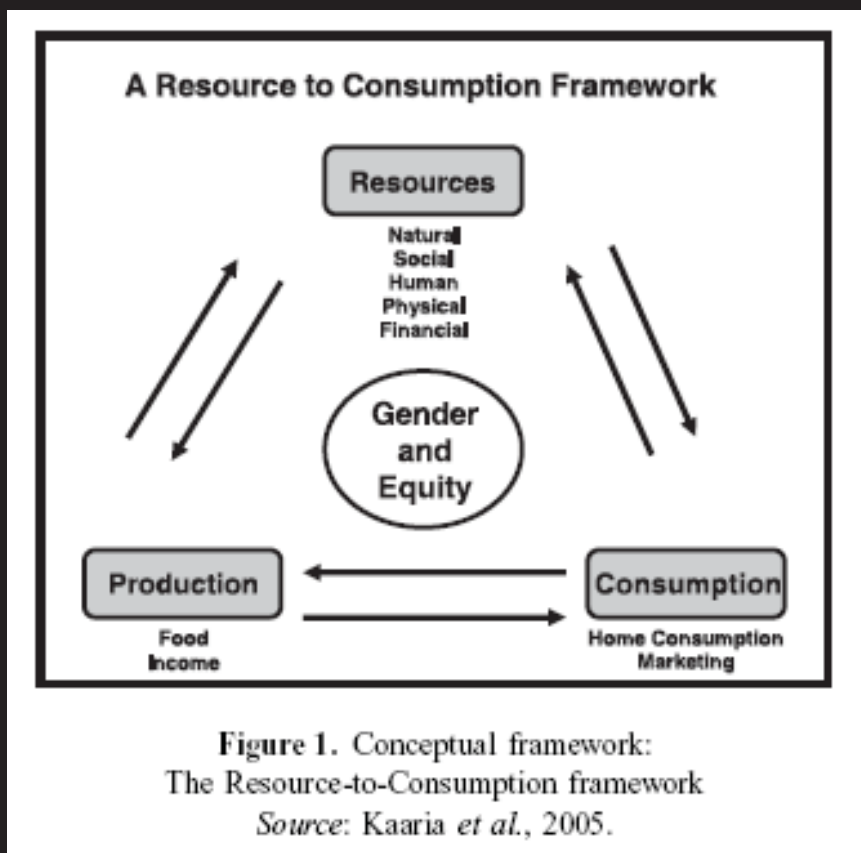 A Resource to Consumption Framework
Resources
Natural
Social
Human
Physical
Financial
Gender
and
Equity
Production
Food
Income
Consumption
Home Consumption
Marketing
Figure 1. Conceptual framework:
The Resource-to-Consumption framework
Source: Kaaria et al., 2005.